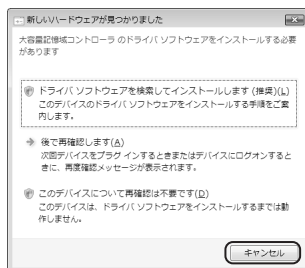 新しいハードウェアが見つかりました
大容量記憶域コントローラ のドライバ ソフトウェアをインストールする必要
があります
ドライバ ソフトウェアを検索してインストールします (推奨)(L)
このデバイスのドライバ ソフトウェアをインストールする手順をご案
内します。
後で再確認します(A)
次回デバイスをプラグ インするときまたはデバイスにログオンすると
きに、再度確認メッセージが表示されます。
このデバイスについて再確認は不要です(D)
このデバイスは、ドライバ ソフトウェアをインストールするまでは動
作しません。
キャンセル